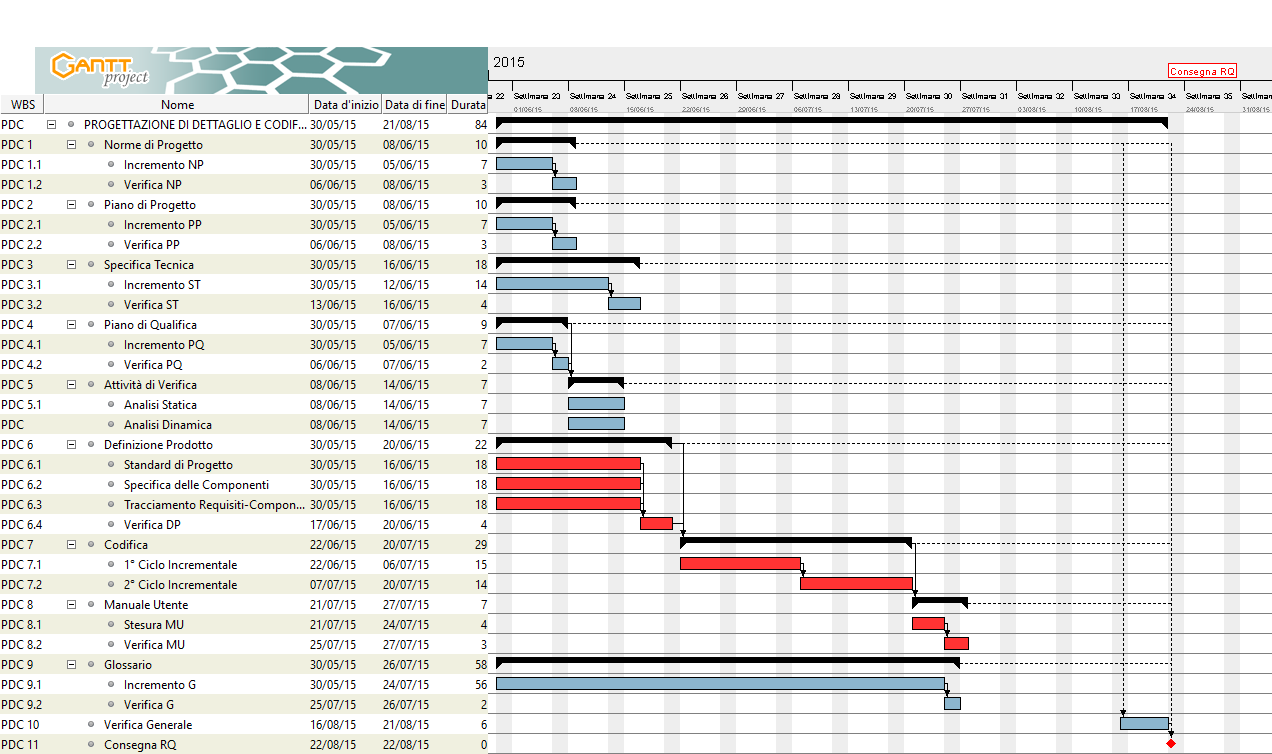 GANTT project
2015
Consegna RQ
WBS Nome Data d'inizio Data di fine Durata
22 Settimana 23 Settimana 24 Settimana 25 Settimana 26 Settimana 27 Settimana 28 Settimana 29 Settimana 30 Settimana 31 Settimana 32 Settimana 33 Settimana 34 Settimana 35
01/06/15 08/06/15 15/06/15 22/06/15 29/06/15 06/07/15 13/07/15 20/07/15 27/07/15 03/08/15 10/08/15 17/08/15 24/08/15 31/08/15
PDC PROGETTAZIONE DI DETTAGLIO E CODIF... 30/05/15 21/08/15 84
PDC 1 Norme di Progetto 30/05/15 08/06/15 10
PDC 1.1 Incremento NP 30/05/15 05/06/15 7
PDC 1.2 Verifica NP 06/06/15 08/06/15 3
PDC 2 Piano di Progetto 30/05/15 08/06/15 10
PDC 2.1 Incremento PP 30/05/15 05/06/15 7
PDC 2.2 Verifica PP 06/06/15 08/06/15 3
PDC 3 Specifica Tecnica 30/05/15 16/06/15 18
PDC 3.1 Incremento ST 30/05/15 12/06/15 14
PDC 3.2 Verifica ST 13/06/15 16/06/15 4
PDC 4 Piano di Qualifica 30/05/15 07/06/15 9
PDC 4.1 Incremento PQ 30/05/15 05/06/15 7
PDC 4.2 Verifica PQ 06/06/15 07/06/15 2
PDC 5 Attività di Verifica 08/06/15 14/06/15 7
PDC 5.1 Analisi Statica 08/06/15 14/06/15 7
PDC Analisi Dinamica 08/06/15 14/06/15 7
PDC 6 Definizione Prodotto 30/05/15 20/06/15 22
PDC 6.1 Standard di Progetto 30/05/15 16/06/15 18
PDC 6.2 Specifica delle Componenti 30/05/15 16/06/15 18
PDC 6.3 Tracciamento Requisiti-Compon... 30/05/15 16/06/15 18
PDC 6.4 Verifica DP 17/06/15 20/06/15 4
PDC 7 Codifica 22/06/15 20/07/15 29
PDC 7.1 1° Ciclo Incrementale 22/06/15 06/07/15 15
PDC 7.2 2° Ciclo Incrementale 07/07/15 20/07/15 14
PDC 8 Manuale Utente 21/07/15 27/07/15 7
PDC 8.1 Stesura MU 21/07/15 24/07/15 4
PDC 8.2 Verifica MU 25/07/15 27/07/15 3
PDC 9 Glossario 30/05/15 26/07/15 58
PDC 9.1 Incremento G 30/05/15 24/07/15 56
PDC 9.2 Verifica G 25/07/15 26/07/15 2
PDC 10 Verifica Generale 16/08/15 21/08/15 6
PDC 11 Consegna RQ 22/08/15 22/08/15 0